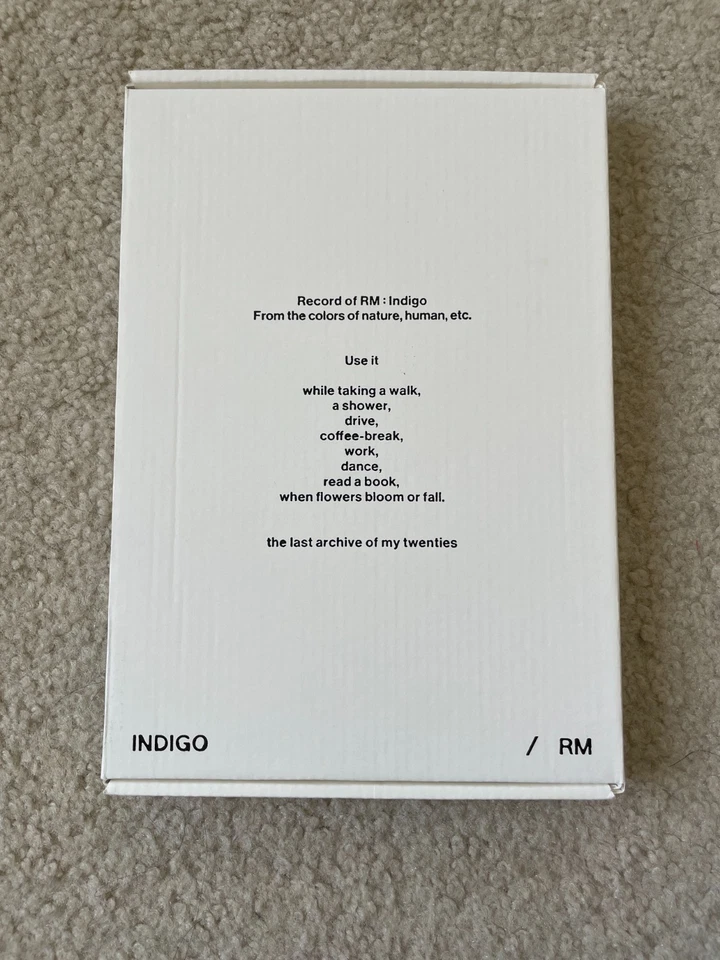 Record of RM : Indigo
From the colors of nature, human, etc.
Use it
while taking a walk,
a shower,
drive,
coffee-break,
work,
dance,
read a book,
when flowers bloom or fall.
the last archive of my twenties
INDIGO / RM